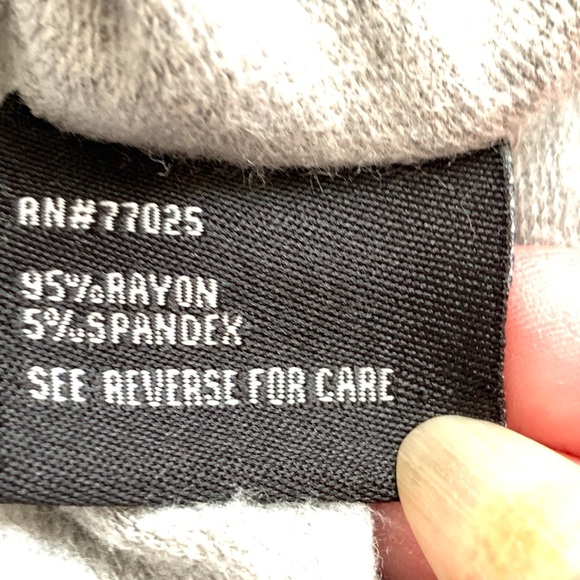 RN#77025
95%RAYON
5%SPANDEX
SEE REVERSE FOR CARE